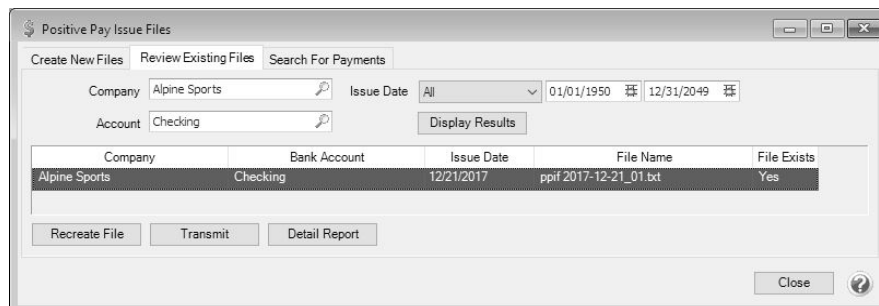 Positive Pay Issue Files
Create New Files Review Existing Files Search For Payments
Company Alpine Sports Issue Date All 01/01/1950 12/31/2049
Account Checking Display Results
Company Bank Account Issue Date File Name File Exists
Alpine Sports Checking 12/21/2017 ppif 2017-12-21_01.txt Yes
Recreate File Transmit Detail Report
Close